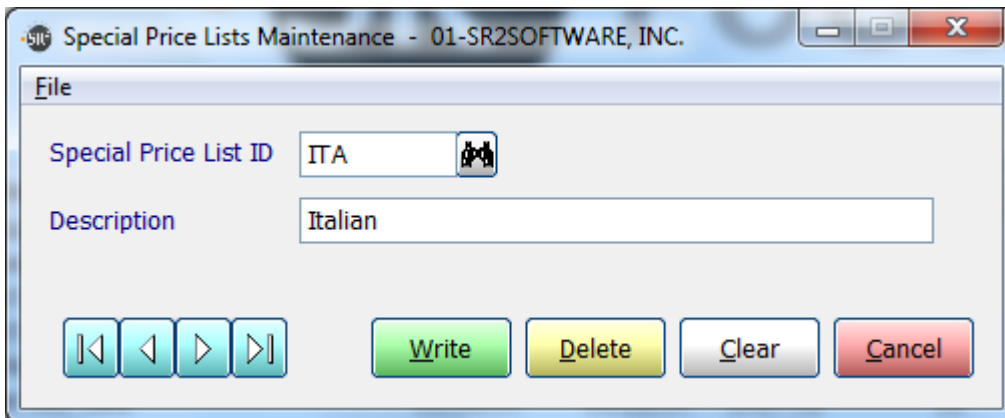 Special Price Lists Maintenance - 01-SR2SOFTWARE, INC.
File
Special Price List ID ITA
Description Italian
Write Delete Clear Cancel